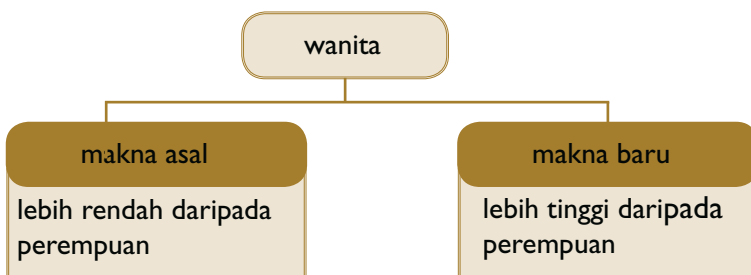 wanita
makna asal
lebih rendah daripada
perempuan
makna baru
lebih tinggi daripada
perempuan